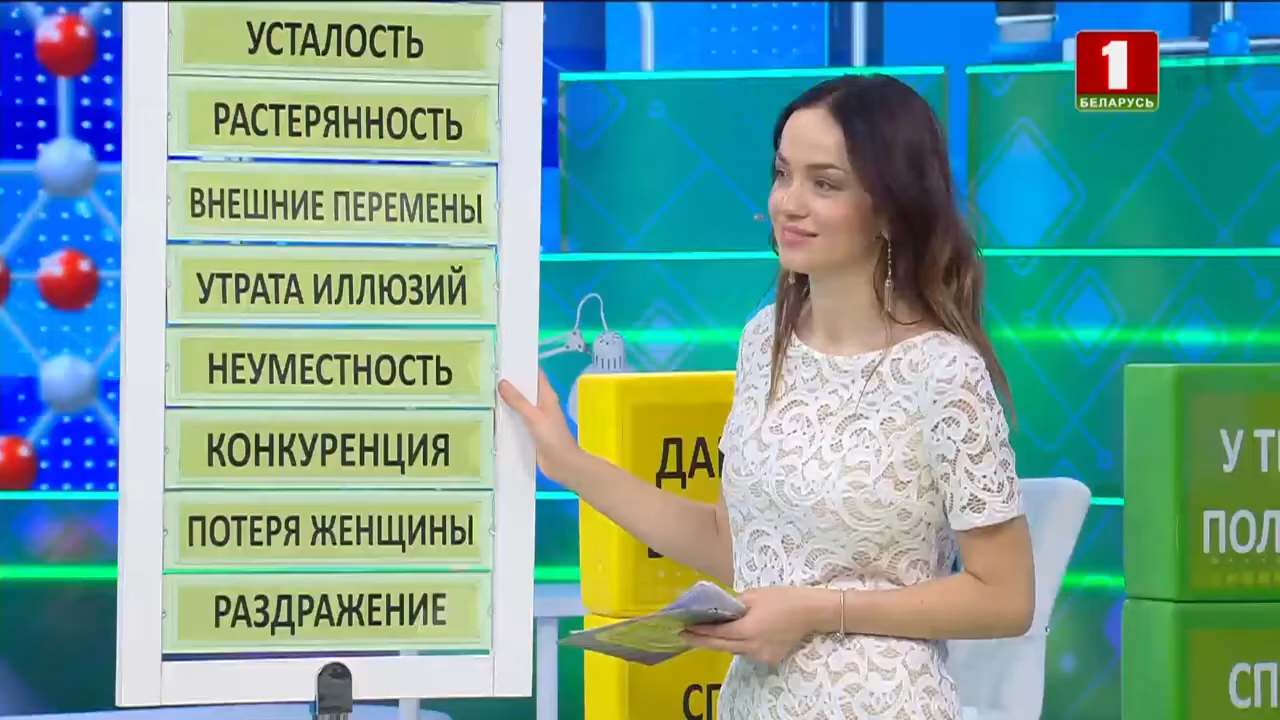 УСТАЛОСТЬ
РАСТЕРЯННОСТЬ
ВНЕШНИЕ ПЕРЕМЕНЫ
УТРАТА ИЛЛЮЗИЙ
НЕУМЕСТНОСТЬ
КОНКУРЕНЦИЯ
ПОТЕРЯ ЖЕНЩИНЫ
РАЗДРАЖЕНИЕ
1
БЕЛАРУСЬ